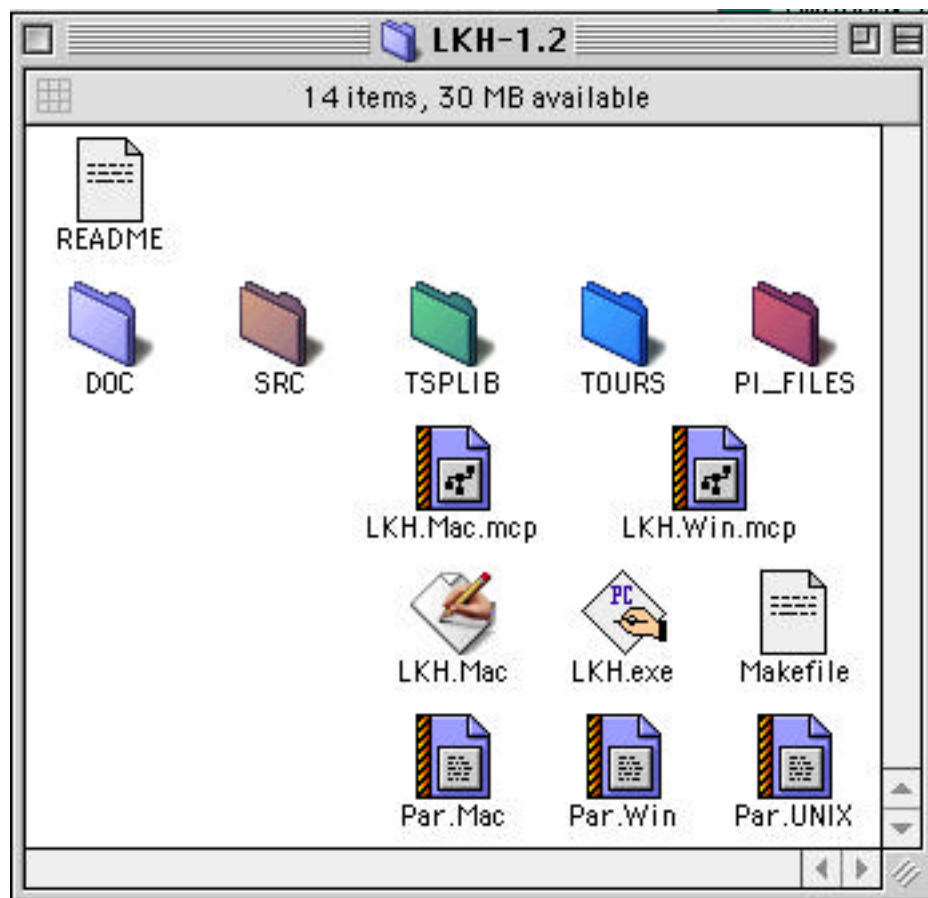 LKH-1.2
14 items, 30 MB available
README
DOC SRC TSPLIB TOURS PI_FILES
LKH.Mac.mcp LKH.Win.mcp
PC
LKH.Mac LKH.exe Makefile
Par.Mac Par.Win Par.UNIX